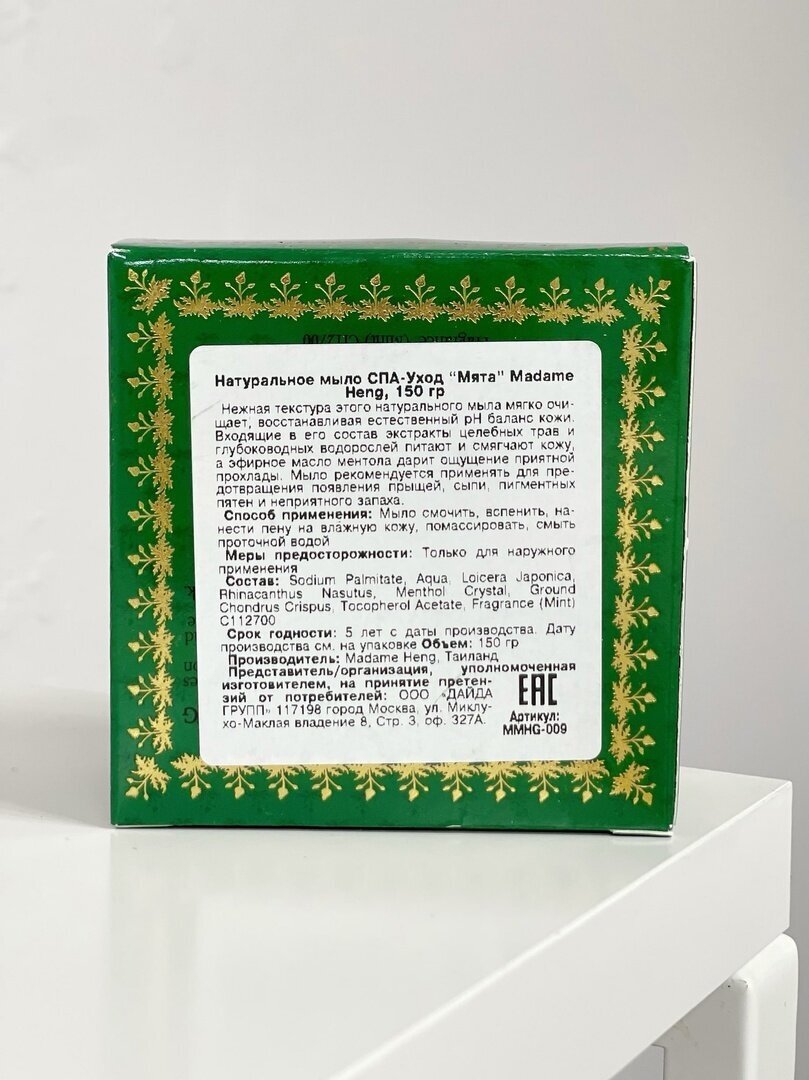 Fragrance (Mint) C112700
Натуральное мыло СПА-Уход "Мята" Madame
Heng, 150 гр
Нежная текстура этого натурального мыла мягко очи-
щает, восстанавливая естественный pH баланс кожи.
Входящие в его состав экстракты целебных трав и
глубоководных водорослей питают и смягчают кожу,
а эфирное масло ментола дарит ощущение приятной
прохлады. Мыло рекомендуется применять для пре-
дотвращения появления прыщей, сыпи, пигментных
пятен и неприятного запаха.
Способ применения: Мыло смочить, вспенить, на-
нести пену на влажную кожу, помассировать, смыть
проточной водой
Меры предосторожности: Только для наружного
применения
Состав: Sodium Palmitate, Aqua, Loicera Japonica,
Rhinacanthus Nasutus, Menthol Crystal, Ground
Chondrus Crispus, Tocopherol Acetate, Fragrance (Mint)
C112700
Срок годности: 5 лет с даты производства. Дату
производства см. на упаковке Объем: 150 гр
Производитель: Madame Heng, Таиланд
Представитель/организация, уполномоченная
изготовителем, на принятие претен-
зий от потребителей: ООО "ДАЙДА
ГРУПП" 117198 город Москва, ул. Миклу-
хо-Маклая владение 8, Стр. 3, оф. 327А.
EAC
Артикул:
MMHG-009